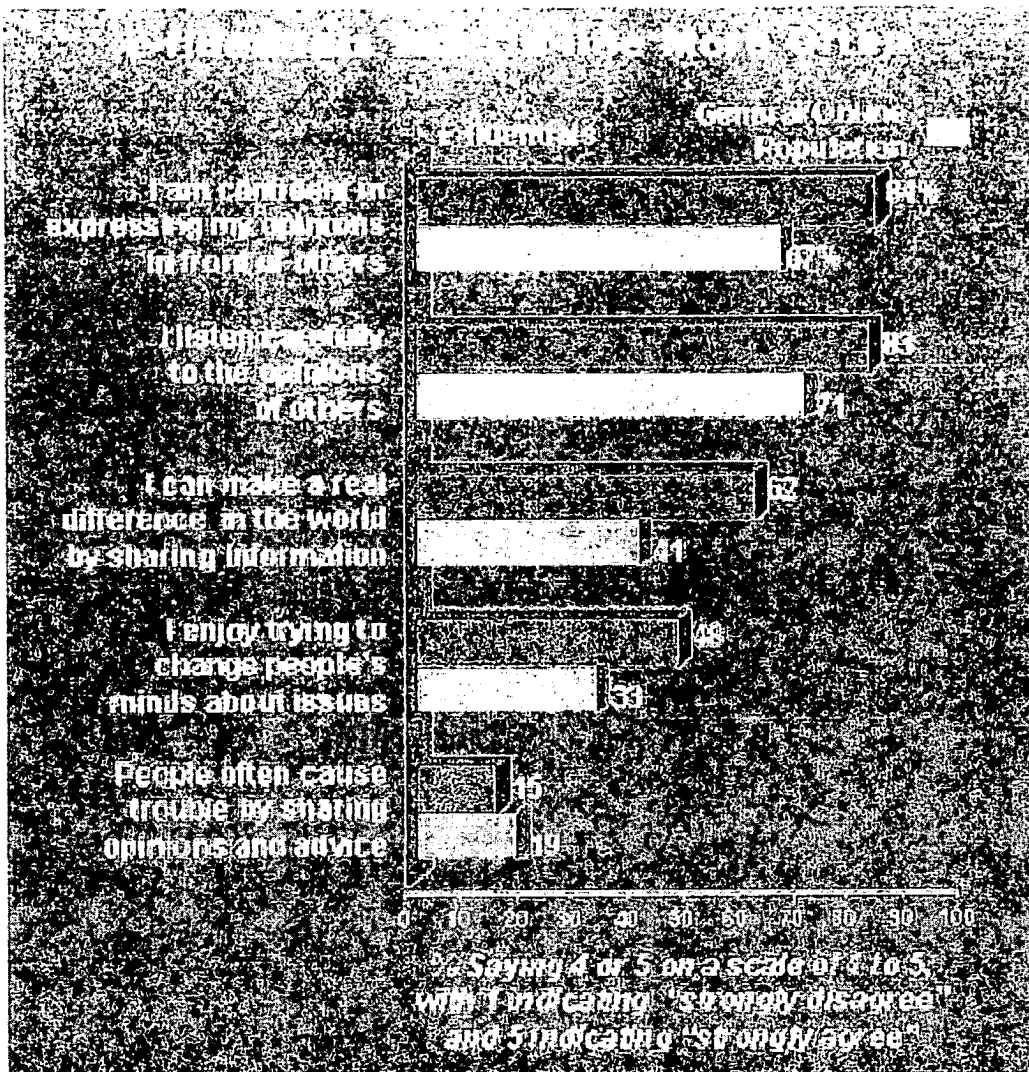 General Online
Population
I am confident in
expressing my opinions
in front of others
84%
67%
I listen carefully
to the opinions
of others
83
71
I can make a real
difference in the world
by sharing information
62
41
I enjoy trying to
change people's
minds about issues
48
33
People often cause
trouble by sharing
opinions and advice
15
19
0 10 20 30 40 50 60 70 80 90 100
% Saying 4 or 5 on a scale of 1 to 5,
with 1 indicating "strongly disagree"
and 5 indicating "strongly agree"